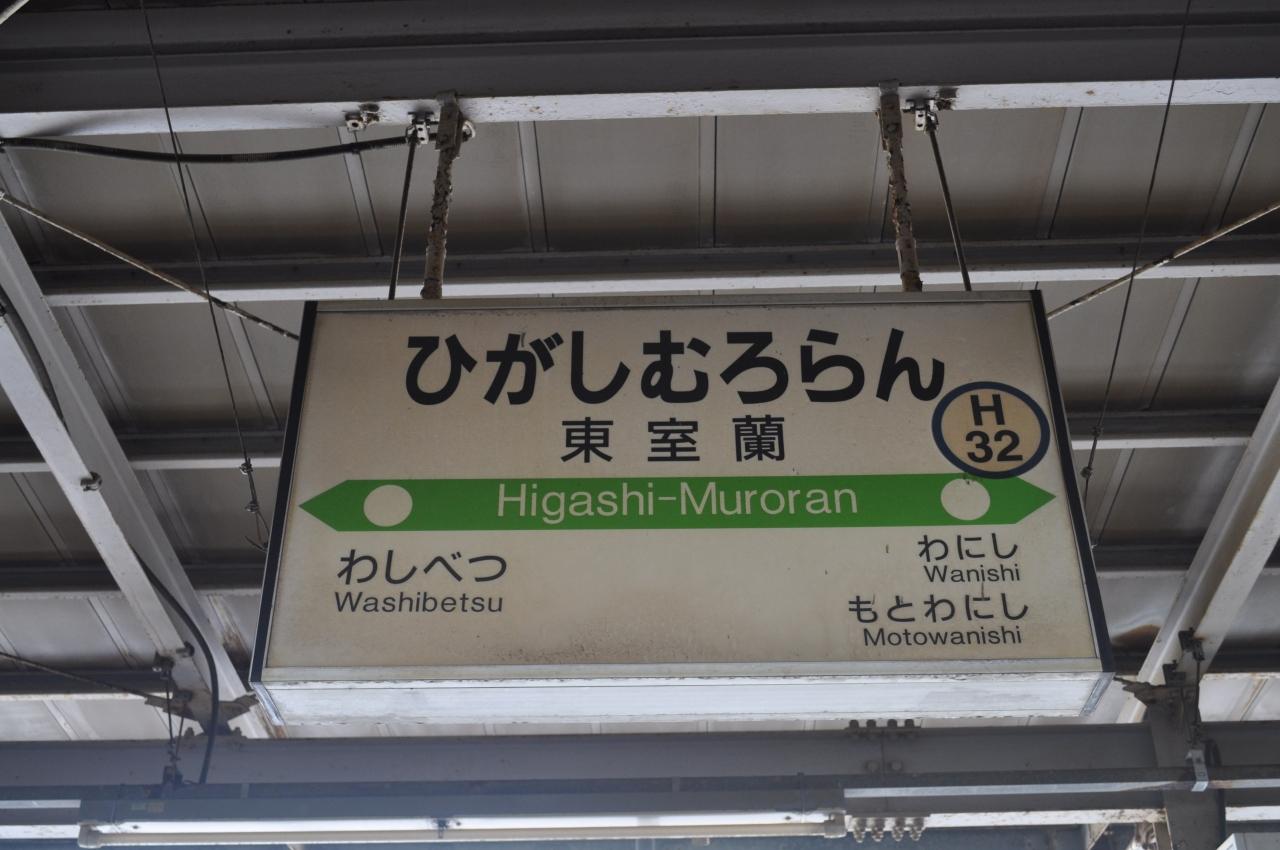 ひがしむろらん
H
32
東室蘭
Higashi-Muroran
わしべつ
Washibetsu
わにし
Wanishi
もとわにし
Motowanishi